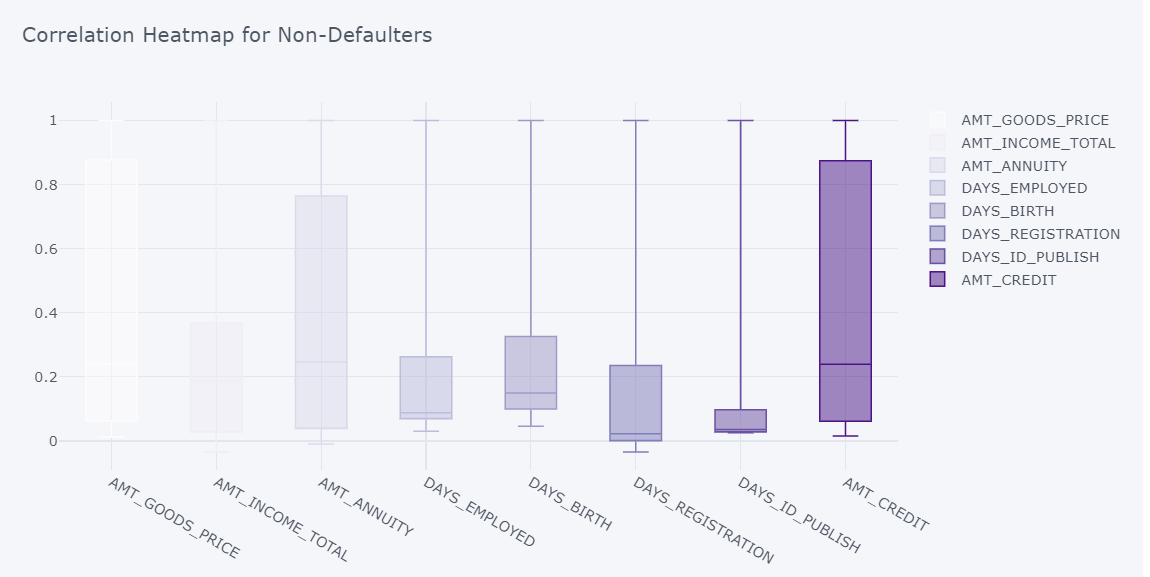 Correlation Heatmap for Non-Defaulters
1
0.8
0.6
0.4
0.2
0
AMT_GOODS_PRICE
AMT_INCOME_TOTAL
AMT_ANNUITY
DAYS_EMPLOYED
DAYS_BIRTH
DAYS_REGISTRATION
DAYS_ID_PUBLISH
AMT_CREDIT
AMT_GOODS_PRICE
AMT_INCOME_TOTAL
AMT_ANNUITY
DAYS_EMPLOYED
DAYS_BIRTH
DAYS_REGISTRATION
DAYS_ID_PUBLISH
AMT_CREDIT